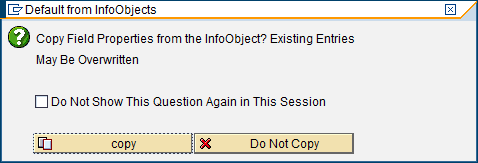 Default from InfoObjects
Copy Field Properties from the InfoObject? Existing Entries
May Be Overwritten
Do Not Show This Question Again in This Session
copy
Do Not Copy